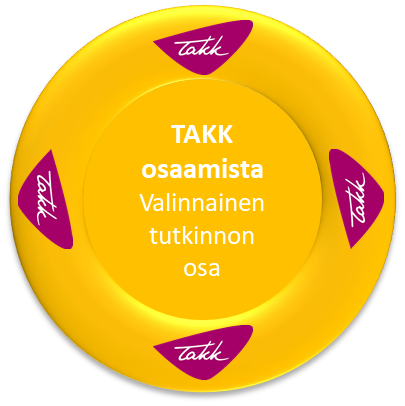 takk
TAKK
osaamista
Valinnainen
tutkinnon
osa
takk
takk
takk